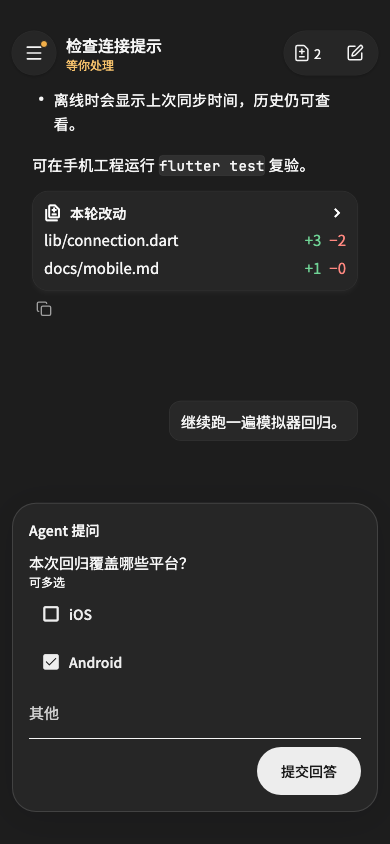 检查连接提示
等你处理
2
• 离线时会显示上次同步时间，历史仍可查
看。
可在手机工程运行 flutter test 复验。
本轮改动
lib/connection.dart +3 −2
docs/mobile.md +1 −0
继续跑一遍模拟器回归。
Agent 提问
本次回归覆盖哪些平台？
可多选
iOS
Android
其他
提交回答